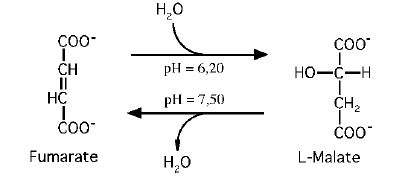 H₂O
COO⁻
CH
HC
COO⁻
Fumarate
pH = 6,20
pH = 7,50
H₂O
COO⁻
HO—C—H
CH₂
COO⁻
L-Malate